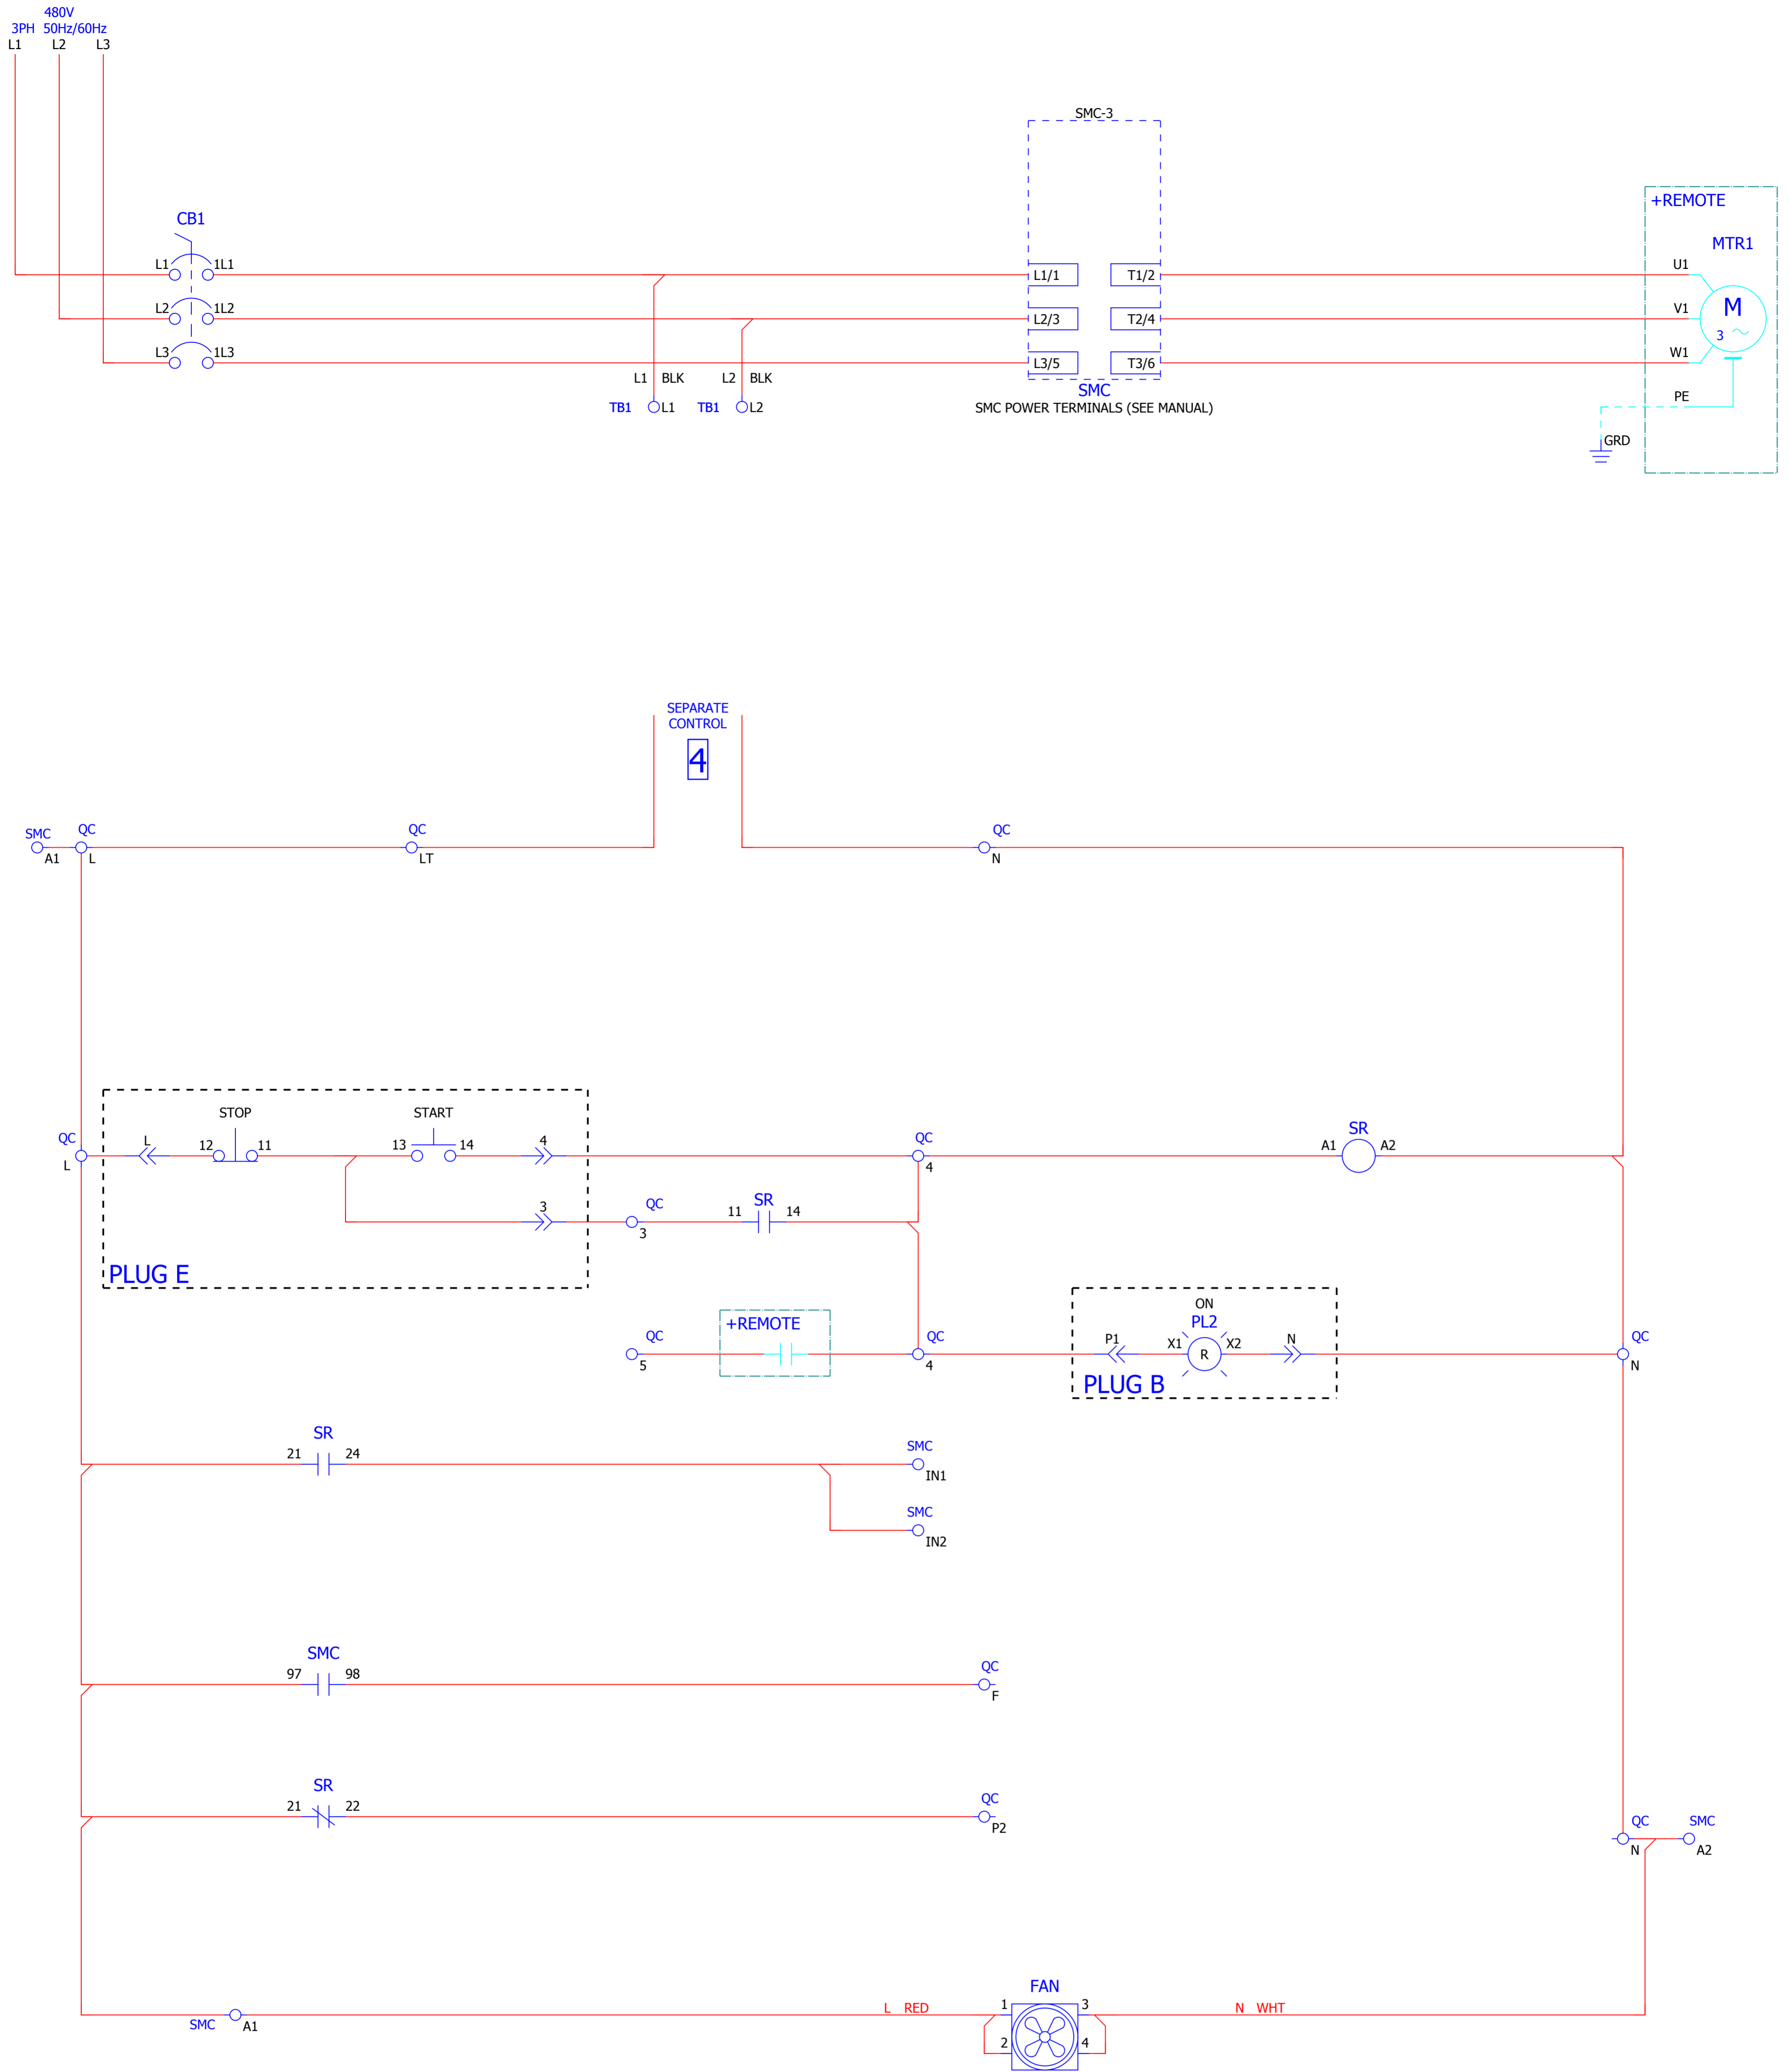 480V
3PH 50Hz/60Hz
L1 L2 L3
SMC-3
+REMOTE
CB1
MTR1
L1 1L1 L1/1 T1/2 U1
L2 1L2 L2/3 T2/4 V1 M
3
L3 1L3 L3/5 T3/6 W1
L1 BLK L2 BLK
SMC
PE
TB1 L1 TB1 L2
SMC POWER TERMINALS (SEE MANUAL)
GRD
SEPARATE
CONTROL
4
SMC QC QC QC
A1 L LT N
STOP START
QC L 12 11 13 14 4 QC A1 SR A2
L 4
3 QC 11 SR 14
3
PLUG E
ON
+REMOTE
PL2
QC QC P1 X1 X2 N QC
R
5 4 N
PLUG B
SR
21 24 SMC
IN1
SMC
IN2
SMC
97 98 QC
F
SR
21 22 QC
P2
QC SMC
N A2
FAN
L RED 1 3 N WHT
SMC A1
2 4